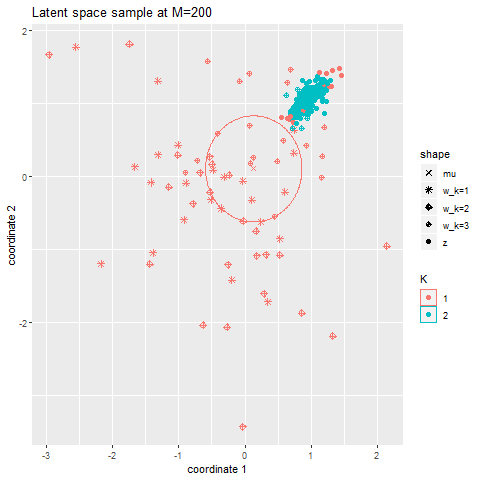 Latent space sample at M=200
2
0
-2
-3
-2
-1
0
1
2
coordinate 1
coordinate 2
shape
mu
w_k=1
w_k=2
w_k=3
z
K
1
2